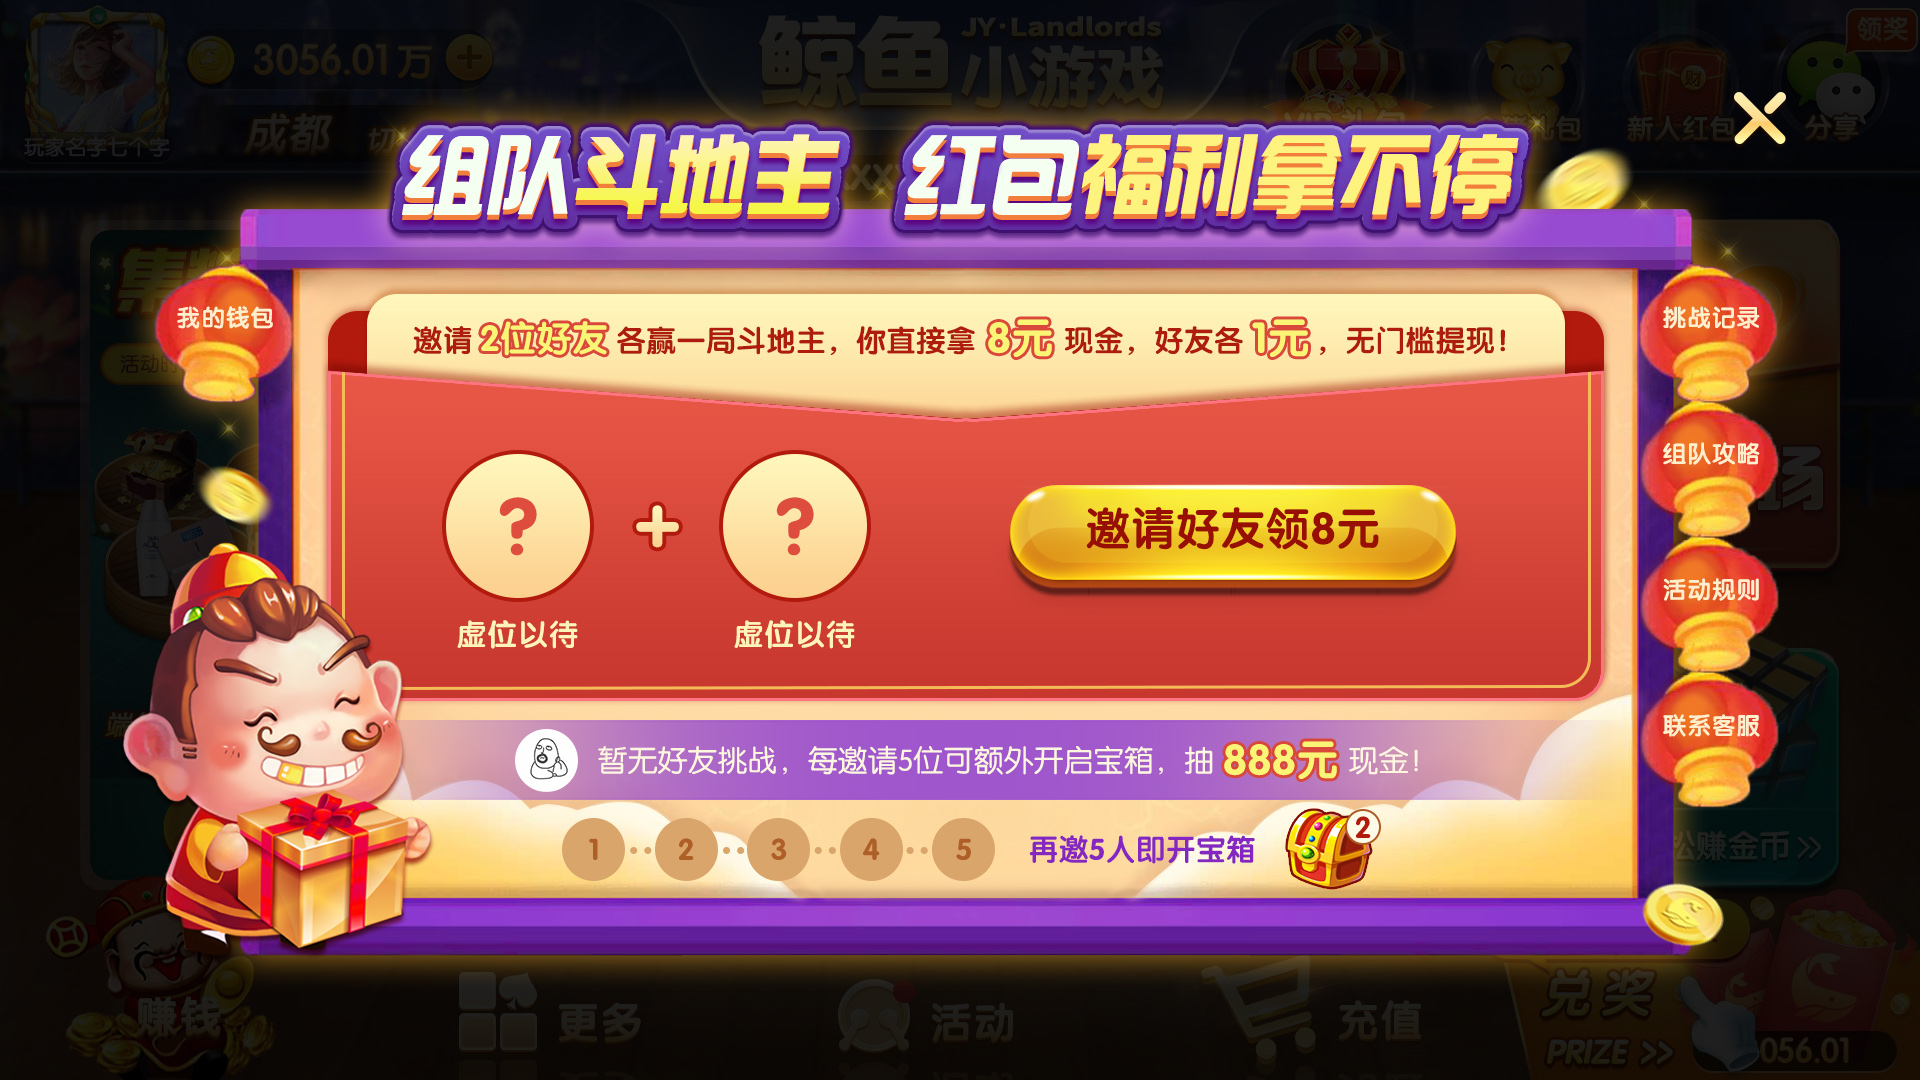 领奖
3056.01万
鲸鱼
JY·Landlords
小游戏
玩家名字七个字
成都
切
新人红包
分享
组队斗地主 红包福利拿不停
我的钱包
挑战记录
邀请2位好友各赢一局斗地主，你直接拿8元现金，好友各1元，无门槛提现！
组队攻略
? + ?
邀请好友领8元
虚位以待 虚位以待
活动规则
联系客服
暂无好友挑战，每邀请5位可额外开启宝箱，抽888元现金！
1 2 3 4 5
再邀5人即开宝箱
2
赚金币>>
赚钱
更多
活动
充值
兑奖
PRIZE >>
056.01